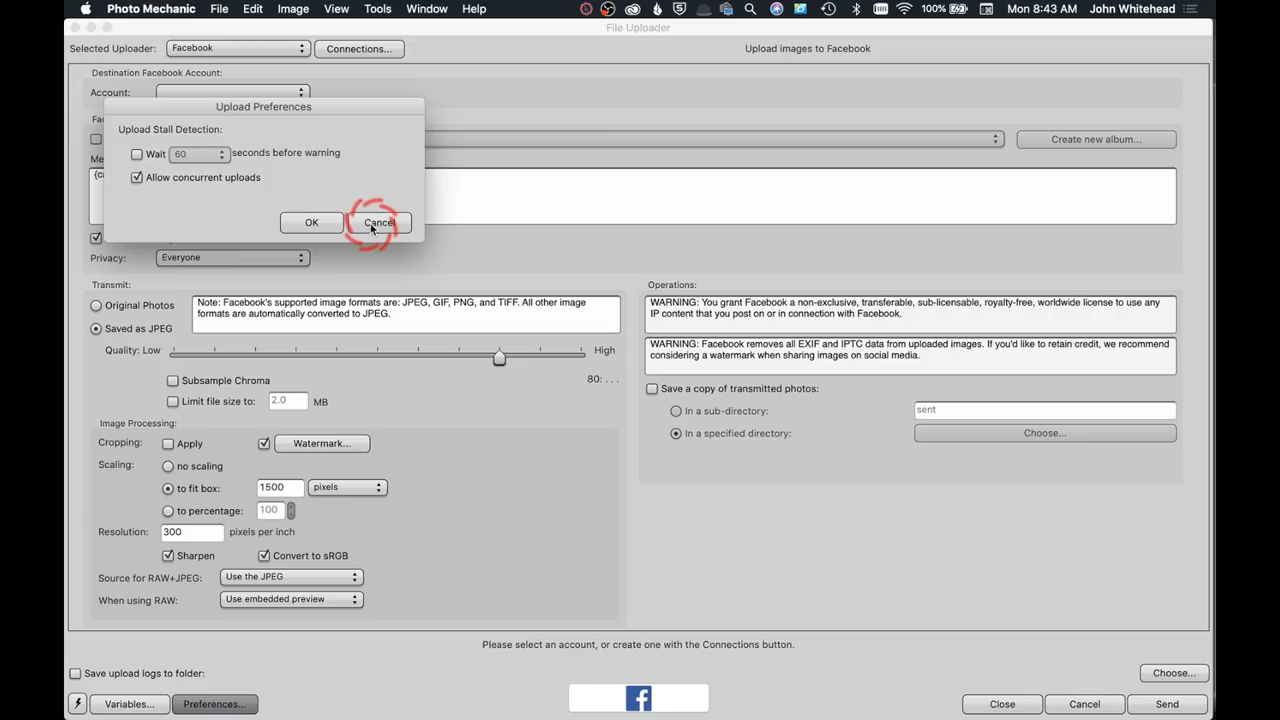 Photo Mechanic File Edit Image View Tools Window Help 100% Mon 8:43 AM John Whitehead
File Uploader
Selected Uploader: Facebook Connections... Upload images to Facebook
Destination Facebook Account:
Account:
Upload Preferences
Upload Stall Detection:
Wait 60 seconds before warning
Allow concurrent uploads
OK Cancel
Create new album...
Privacy: Everyone
Transmit:
Original Photos
Saved as JPEG
Note: Facebook's supported image formats are: JPEG, GIF, PNG, and TIFF. All other image
formats are automatically converted to JPEG.
Quality: Low High
Subsample Chroma 80: . . .
Limit file size to: 2.0 MB
Image Processing:
Cropping: Apply Watermark...
Scaling: no scaling
to fit box: 1500 pixels
to percentage: 100
Resolution: 300 pixels per inch
Sharpen Convert to sRGB
Source for RAW+JPEG: Use the JPEG
When using RAW: Use embedded preview
Operations:
WARNING: You grant Facebook a non-exclusive, transferable, sub-licensable, royalty-free, worldwide license to use any
IP content that you post on or in connection with Facebook.
WARNING: Facebook removes all EXIF and IPTC data from uploaded images. If you'd like to retain credit, we recommend
considering a watermark when sharing images on social media.
Save a copy of transmitted photos:
In a sub-directory: sent
In a specified directory: Choose...
Please select an account, or create one with the Connections button.
Save upload logs to folder: Choose...
Variables... Preferences... Close Cancel Send